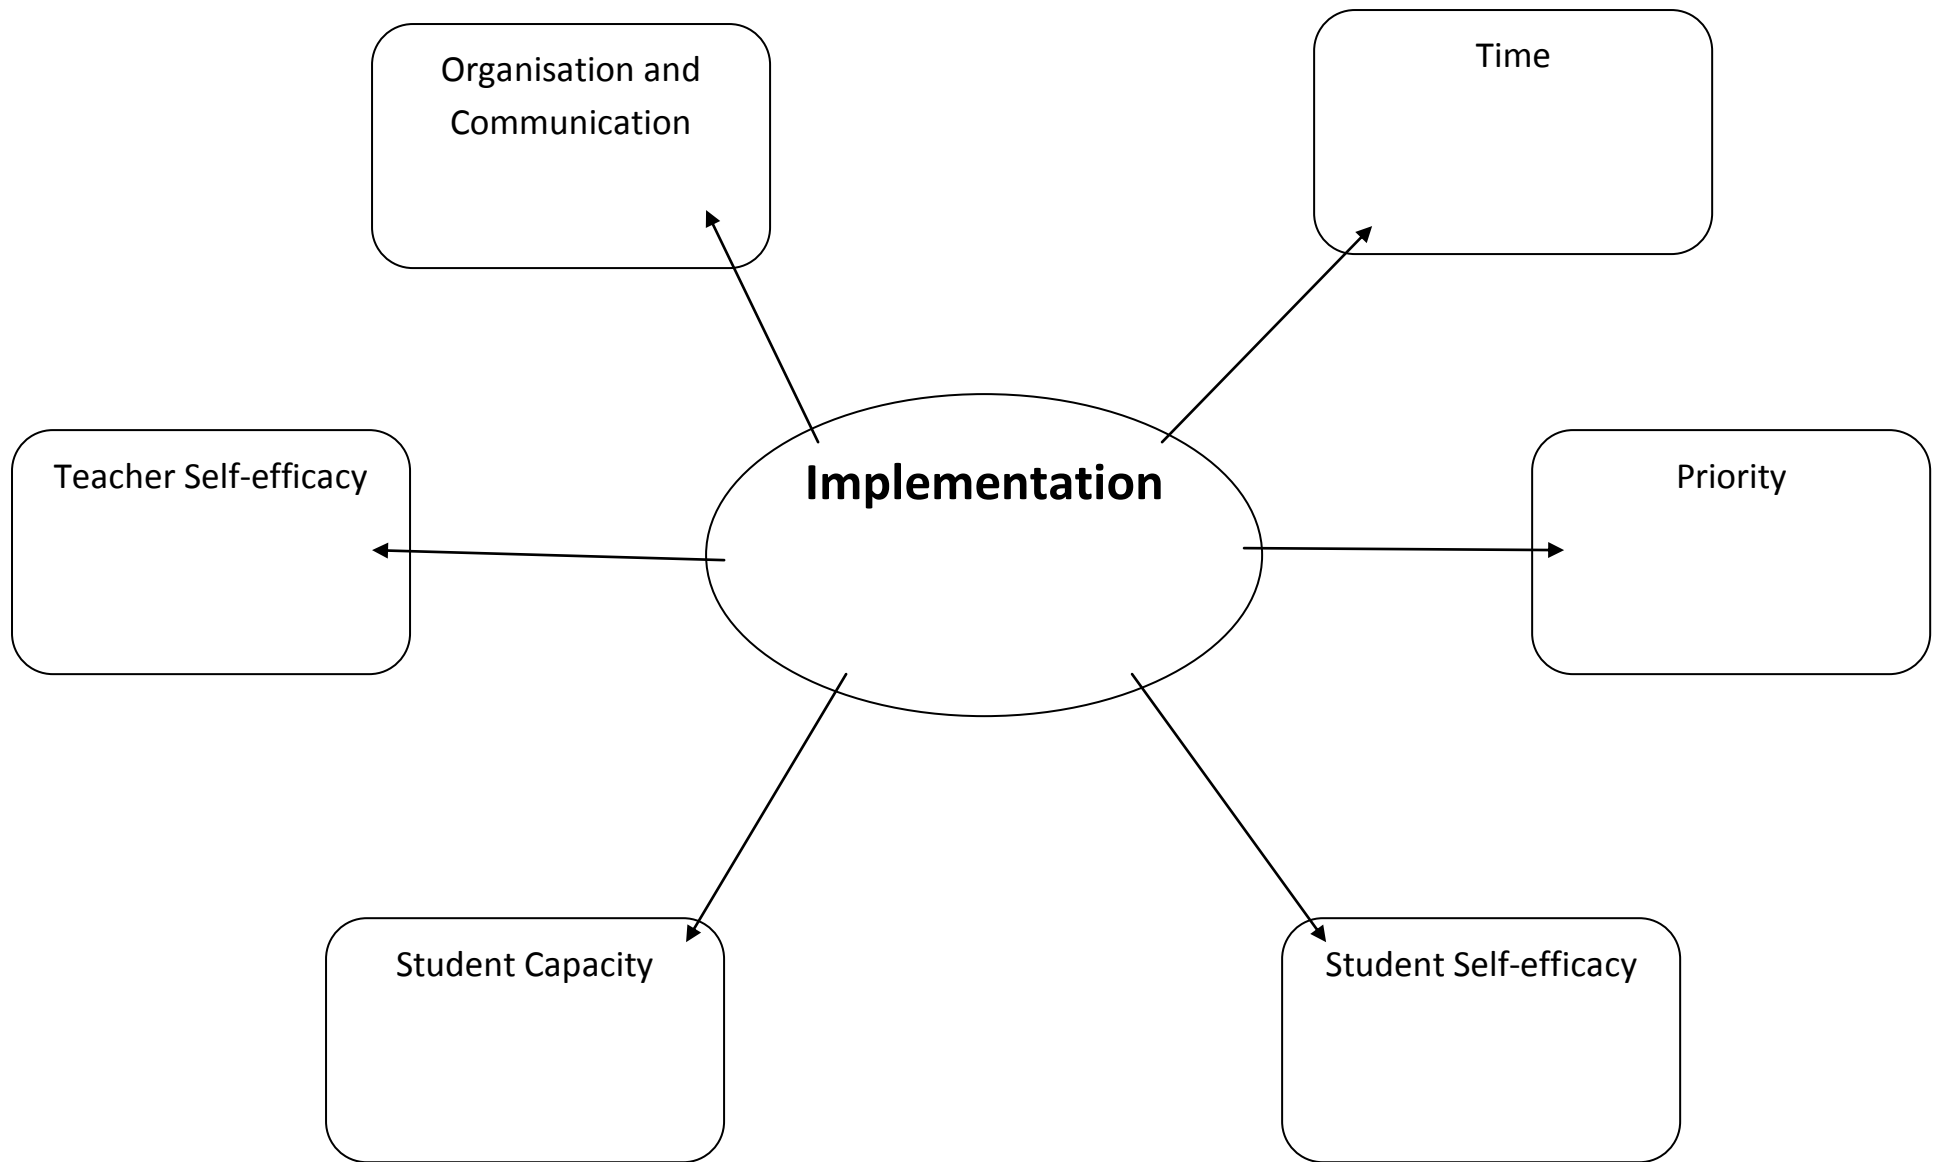 Organisation and
Communication
Time
Teacher Self-efficacy
Implementation
Priority
Student Capacity
Student Self-efficacy